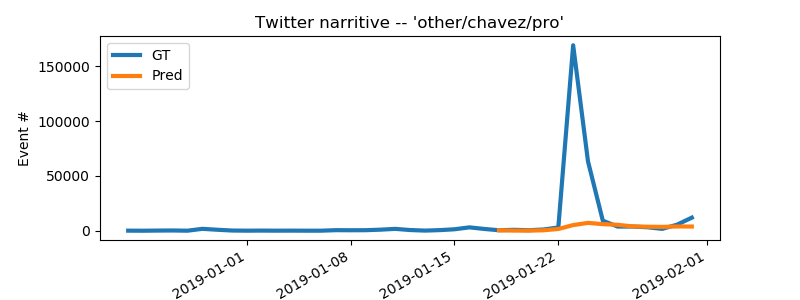 Twitter narritive -- 'other/chavez/pro'
GT
Pred
Event #
150000
100000
50000
0
2019-01-01
2019-01-08
2019-01-15
2019-01-22
2019-02-01